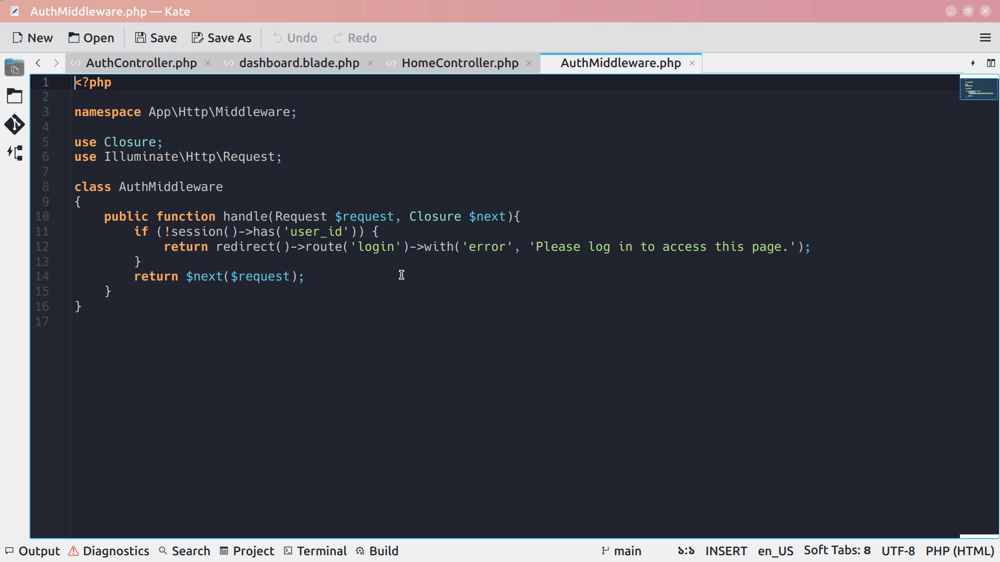 AuthMiddleware.php — Kate
New Open Save Save As Undo Redo
AuthController.php dashboard.blade.php HomeController.php AuthMiddleware.php
1 <?php
2
3 namespace App\Http\Middleware;
4
5 use Closure;
6 use Illuminate\Http\Request;
7
8 class AuthMiddleware
9 {
10     public function handle(Request $request, Closure $next){
11         if (!session()->has('user_id')) {
12             return redirect()->route('login')->with('error', 'Please log in to access this page.');
13         }
14         return $next($request);
15     }
16 }
17
Output Diagnostics Search Project Terminal Build main ১:১ INSERT en_US Soft Tabs: ৪ UTF-8 PHP (HTML)